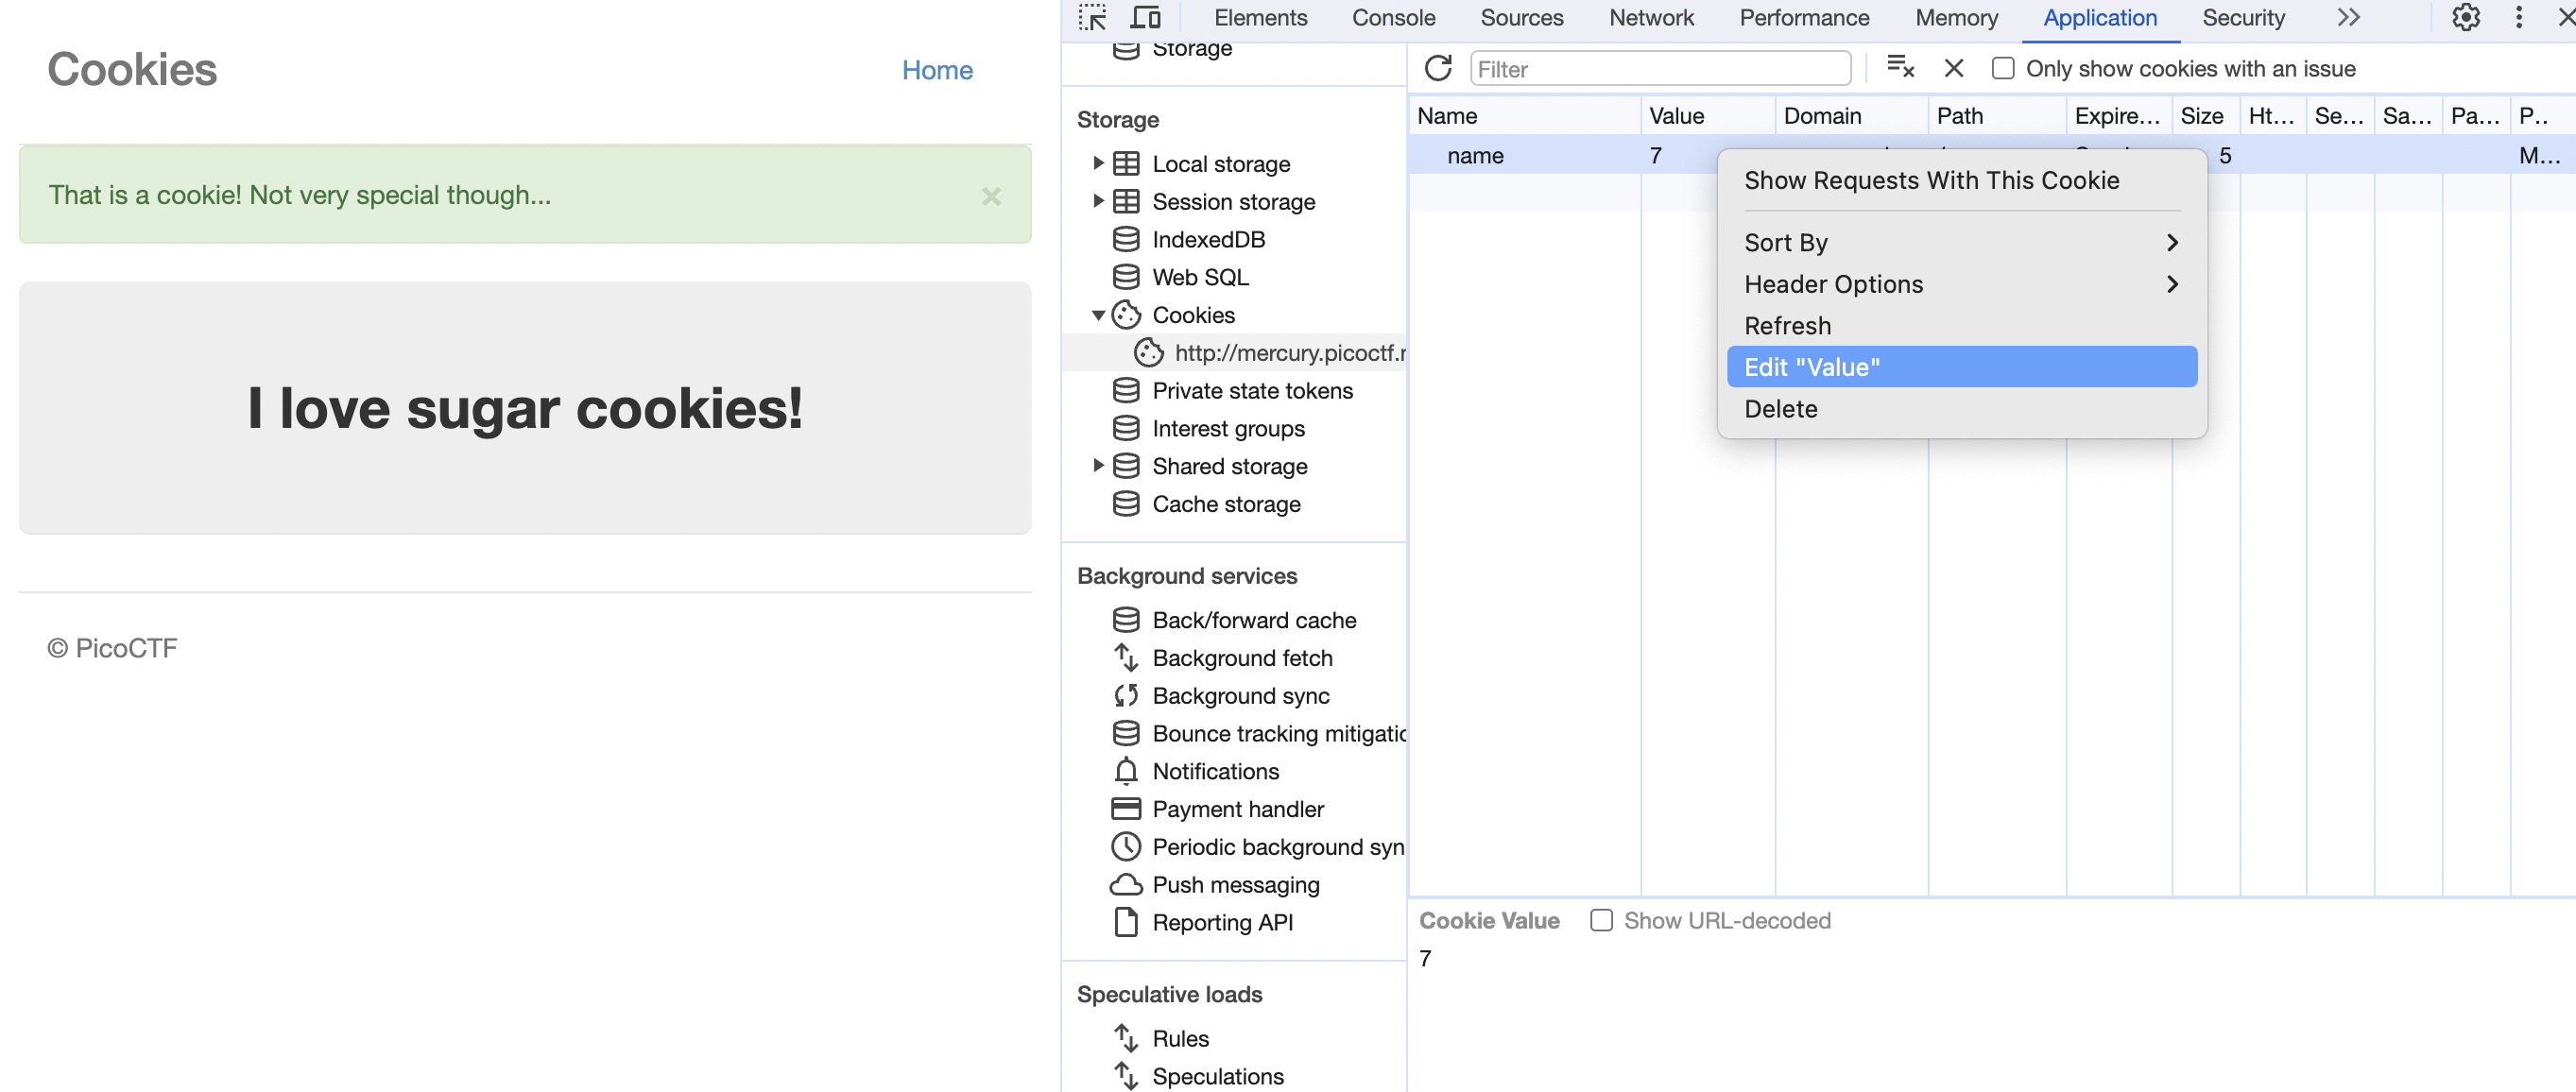 Cookies
Home
That is a cookie! Not very special though...
×
I love sugar cookies!
© PicoCTF
Elements Console Sources Network Performance Memory Application Security
Storage
Storage
Local storage
Session storage
IndexedDB
Web SQL
Cookies
http://mercury.picoctf.
Private state tokens
Interest groups
Shared storage
Cache storage
Background services
Back/forward cache
Background fetch
Background sync
Bounce tracking mitigatio
Notifications
Payment handler
Periodic background syn
Push messaging
Reporting API
Speculative loads
Rules
Speculations
Filter
Only show cookies with an issue
Name Value Domain Path Expire... Size Ht... Se... Sa... Pa... P..
name 7 5 M...
Show Requests With This Cookie
Sort By
Header Options
Refresh
Edit "Value"
Delete
Cookie Value Show URL-decoded
7